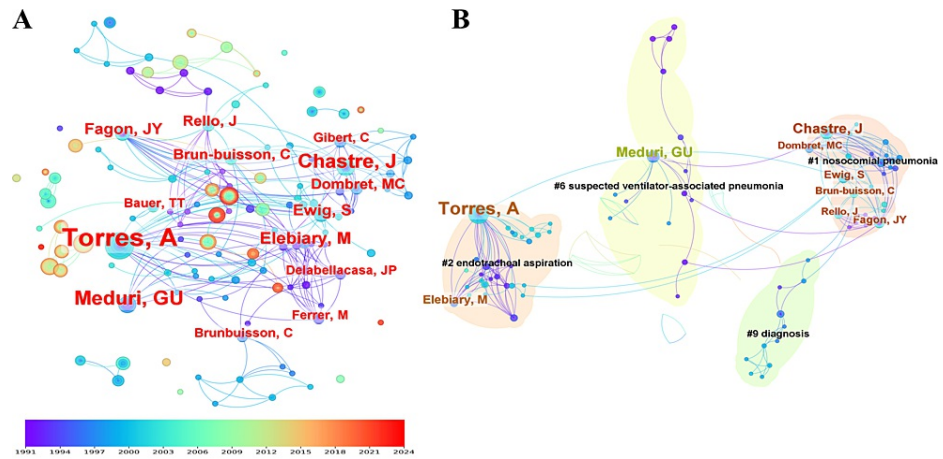 A
Fagon, JY
Rello, J
Gibert, C
Brun-buisson, C
Chastre, J
Dombret, MC
Bauer, TT
Ewig, S
Torres, A
Elebiary, M
Delabellacasa, JP
Meduri, GU
Ferrer, M
Brunbuisson, C
1991 1994 1997 2000 2003 2006 2009 2012 2015 2018 2021 2024
B
Chastre, J
Dombret, MC
Meduri, GU
#1 nosocomial pneumonia
Ewig, S
#6 suspected ventilator-associated pneumonia
Brun-buisson, C
Torres, A
Rello, J
Fagon, JY
#2 endotracheal aspiration
Elebiary, M
#9 diagnosis